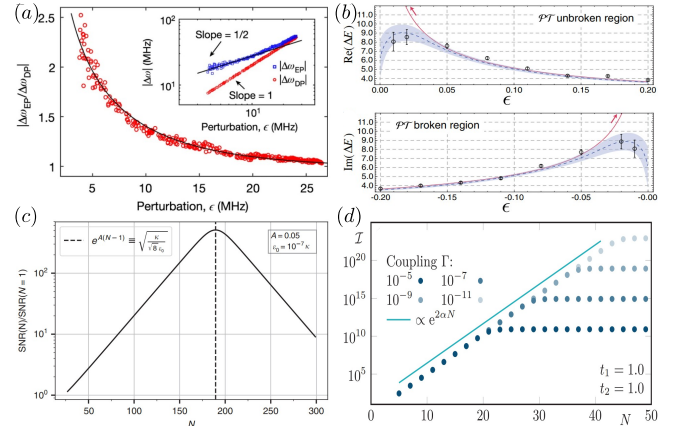 (a)
2.5
2
1.5
1
|Δω_EP/Δω_DP|
5 10 15 20 25
Perturbation, ϵ (MHz)
Slope = 1/2
Slope = 1
|Δω_EP|
|Δω_DP|
|Δω| (MHz)
10¹
10¹
Perturbation, ϵ (MHz)
(b)
𝒫𝒯 unbroken region
Re(ΔE)
10.0
9.0
8.0
7.0
6.0
5.0
4.0
0.00 0.05 0.10 0.15 0.20
ϵ
𝒫𝒯 broken region
Im(ΔE)
10.0
9.0
8.0
7.0
6.0
5.0
4.0
-0.20 -0.15 -0.10 -0.05 -0.00
ϵ
(c)
e^{A(N−1)} ≡ √(κ/(√8 ε₀))
A = 0.05
ε₀ = 10⁻⁷ κ
SNR(N)/SNR(N = 1)
10²
10¹
10⁰
50 100 150 200 250 300
N
(d)
ℐ
10²⁰
10¹⁵
10¹⁰
10⁵
Coupling Γ:
10⁻⁵ 10⁻⁷
10⁻⁹ 10⁻¹¹
∝ e^{2αN}
t₁ = 1.0
t₂ = 1.0
0 10 20 30 40 N 50